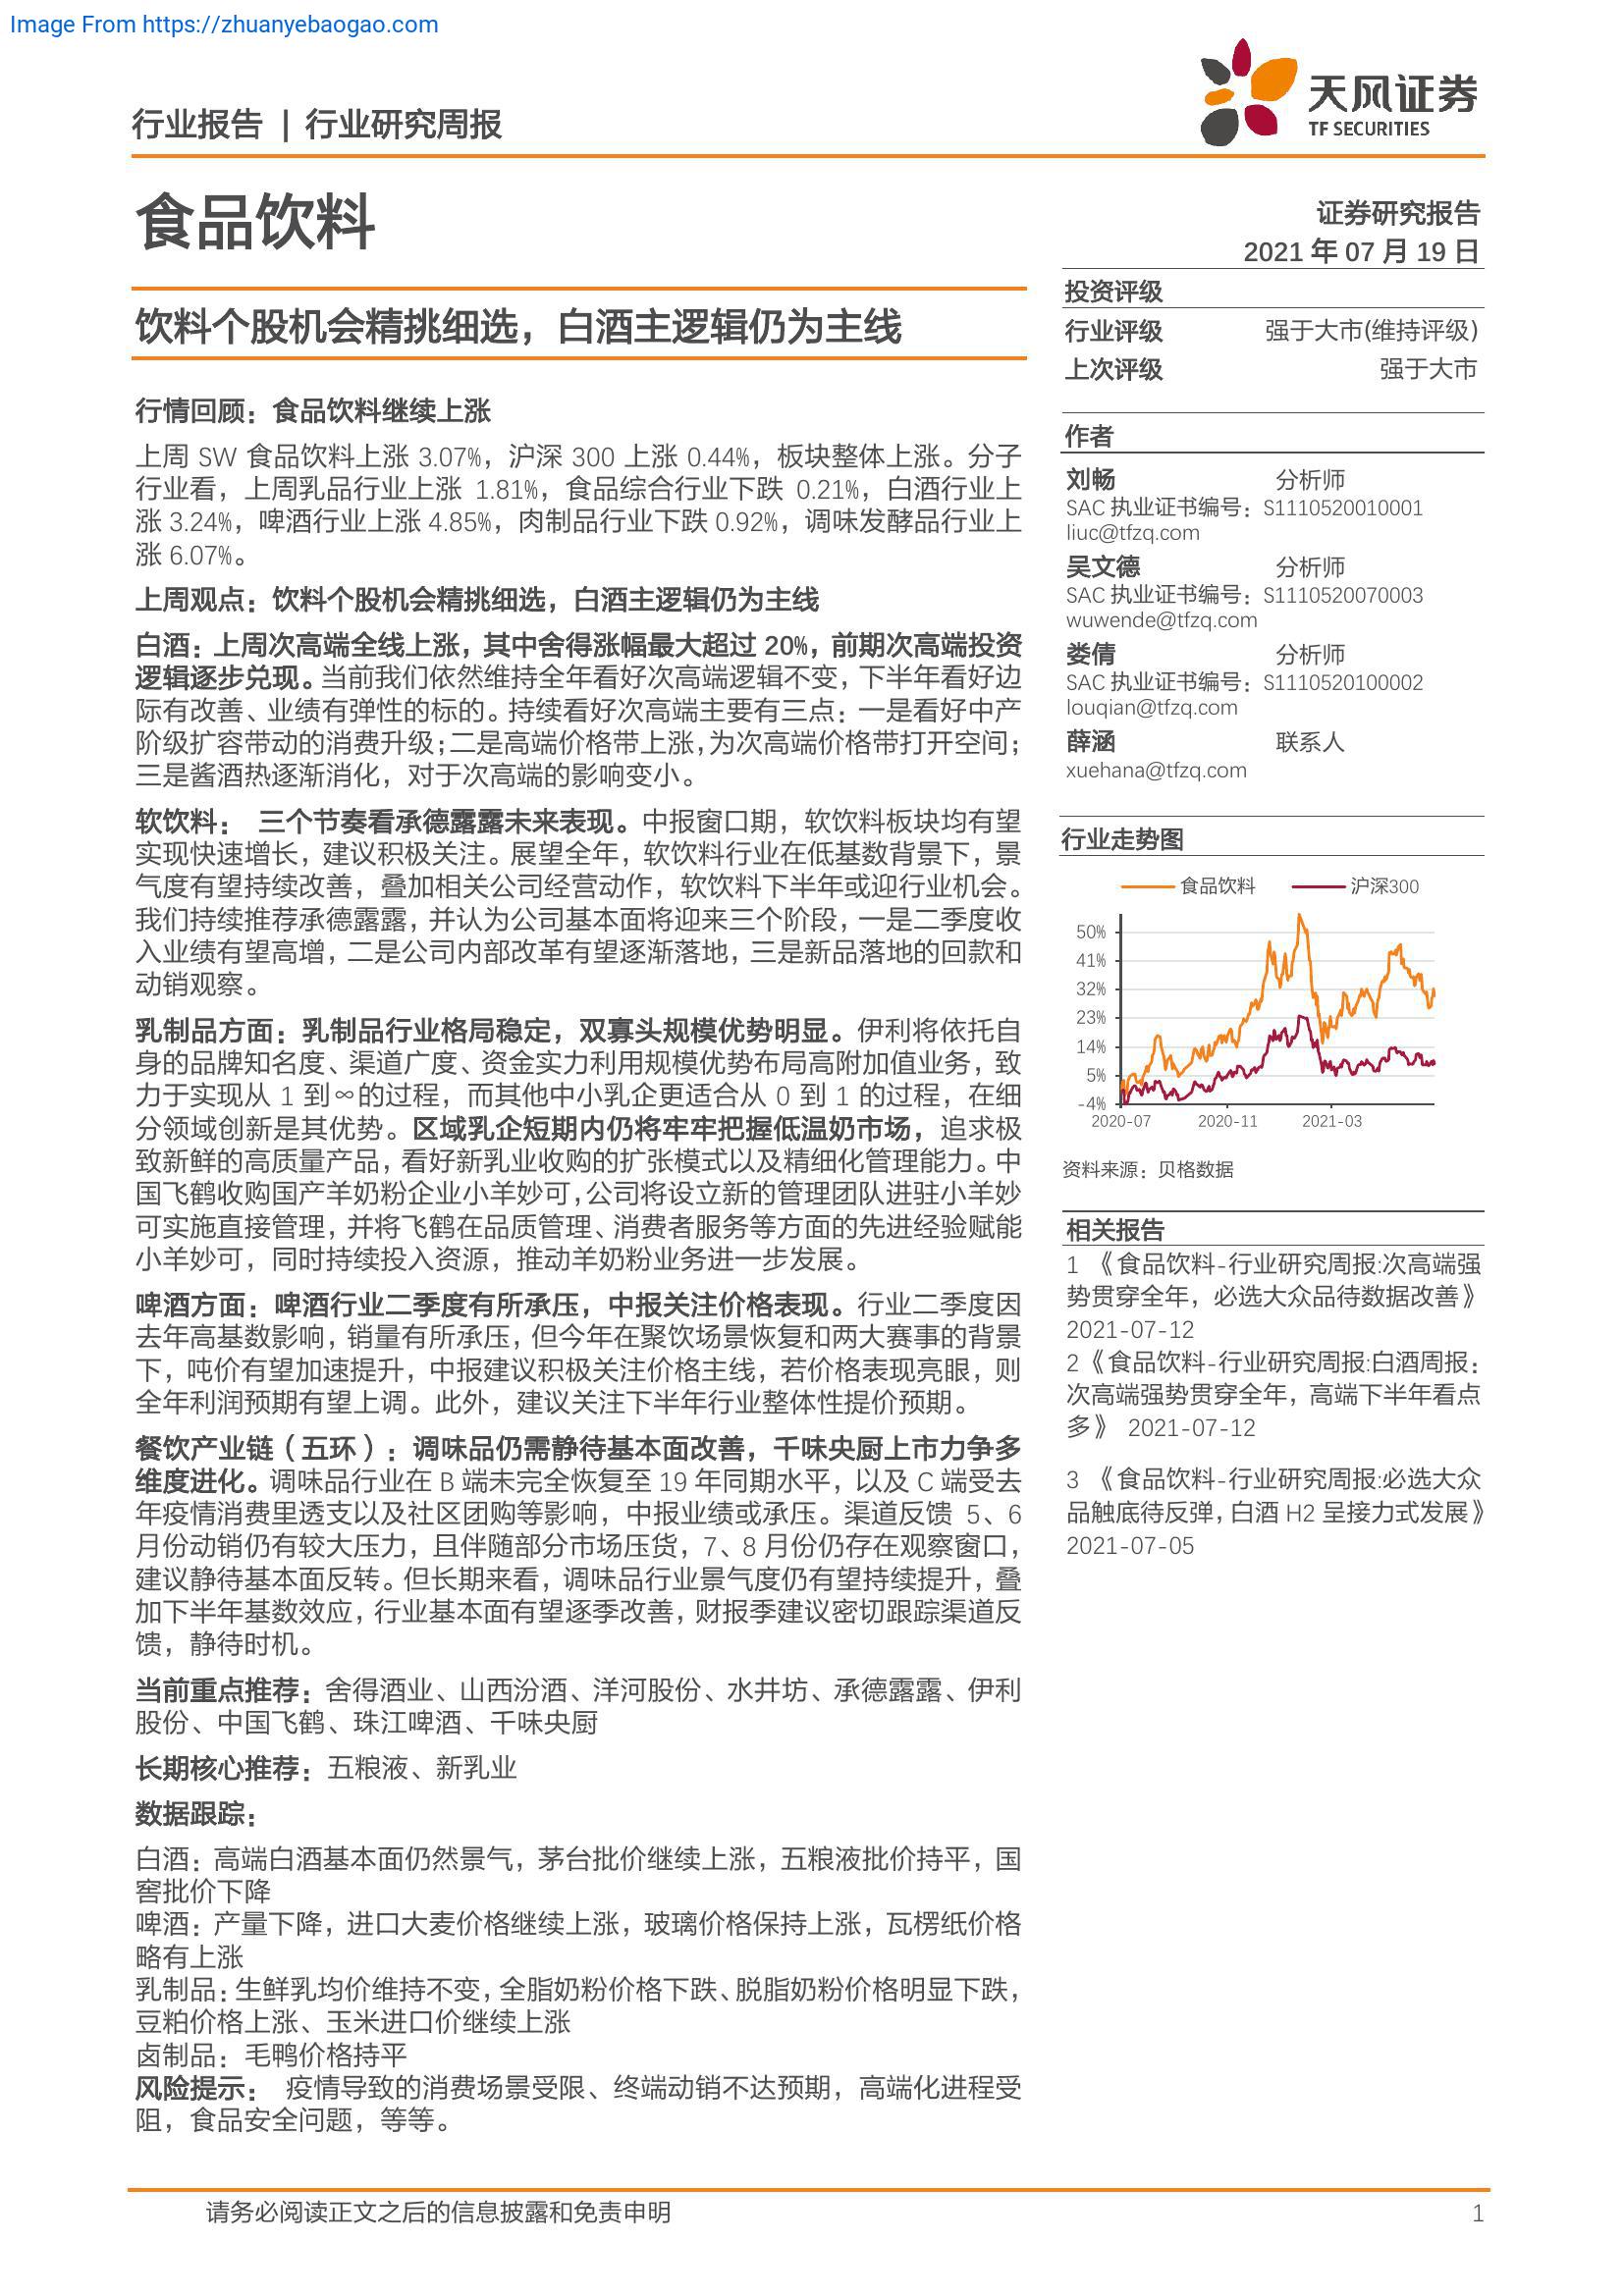 Image From https://zhuanyebaogao.com
行业报告 | 行业研究周报
天风证券
TF SECURITIES
食品饮料
证券研究报告
2021 年 07 月 19 日
饮料个股机会精挑细选，白酒主逻辑仍为主线
行情回顾：食品饮料继续上涨
上周 SW 食品饮料上涨 3.07%，沪深 300 上涨 0.44%，板块整体上涨。分子
行业看，上周乳品行业上涨 1.81%，食品综合行业下跌 0.21%，白酒行业上
涨 3.24%，啤酒行业上涨 4.85%，肉制品行业下跌 0.92%，调味发酵品行业上
涨 6.07%。
上周观点：饮料个股机会精挑细选，白酒主逻辑仍为主线
白酒：上周次高端全线上涨，其中舍得涨幅最大超过 20%，前期次高端投资
逻辑逐步兑现。当前我们依然维持全年看好次高端逻辑不变，下半年看好边
际有改善、业绩有弹性的标的。持续看好次高端主要有三点：一是看好中产
阶级扩容带动的消费升级；二是高端价格带上涨，为次高端价格带打开空间；
三是酱酒热逐渐消化，对于次高端的影响变小。
软饮料： 三个节奏看承德露露未来表现。中报窗口期，软饮料板块均有望
实现快速增长，建议积极关注。展望全年，软饮料行业在低基数背景下，景
气度有望持续改善，叠加相关公司经营动作，软饮料下半年或迎行业机会。
我们持续推荐承德露露，并认为公司基本面将迎来三个阶段，一是二季度收
入业绩有望高增，二是公司内部改革有望逐渐落地，三是新品落地的回款和
动销观察。
乳制品方面：乳制品行业格局稳定，双寡头规模优势明显。伊利将依托自
身的品牌知名度、渠道广度、资金实力利用规模优势布局高附加值业务，致
力于实现从 1 到∞的过程，而其他中小乳企更适合从 0 到 1 的过程，在细
分领域创新是其优势。区域乳企短期内仍将牢牢把握低温奶市场，追求极
致新鲜的高质量产品，看好新乳业收购的扩张模式以及精细化管理能力。中
国飞鹤收购国产羊奶粉企业小羊妙可，公司将设立新的管理团队进驻小羊妙
可实施直接管理，并将飞鹤在品质管理、消费者服务等方面的先进经验赋能
小羊妙可，同时持续投入资源，推动羊奶粉业务进一步发展。
啤酒方面：啤酒行业二季度有所承压，中报关注价格表现。行业二季度因
去年高基数影响，销量有所承压，但今年在聚饮场景恢复和两大赛事的背景
下，吨价有望加速提升，中报建议积极关注价格主线，若价格表现亮眼，则
全年利润预期有望上调。此外，建议关注下半年行业整体性提价预期。
餐饮产业链（五环）：调味品仍需静待基本面改善，千味央厨上市力争多
维度进化。调味品行业在 B 端未完全恢复至 19 年同期水平，以及 C 端受去
年疫情消费里透支以及社区团购等影响，中报业绩或承压。渠道反馈 5、6
月份动销仍有较大压力，且伴随部分市场压货，7、8 月份仍存在观察窗口，
建议静待基本面反转。但长期来看，调味品行业景气度仍有望持续提升，叠
加下半年基数效应，行业基本面有望逐季改善，财报季建议密切跟踪渠道反
馈，静待时机。
当前重点推荐：舍得酒业、山西汾酒、洋河股份、水井坊、承德露露、伊利
股份、中国飞鹤、珠江啤酒、千味央厨
长期核心推荐：五粮液、新乳业
数据跟踪：
白酒：高端白酒基本面仍然景气，茅台批价继续上涨，五粮液批价持平，国
窖批价下降
啤酒：产量下降，进口大麦价格继续上涨，玻璃价格保持上涨，瓦楞纸价格
略有上涨
乳制品：生鲜乳均价维持不变，全脂奶粉价格下跌、脱脂奶粉价格明显下跌，
豆粕价格上涨、玉米进口价继续上涨
卤制品：毛鸭价格持平
风险提示： 疫情导致的消费场景受限、终端动销不达预期，高端化进程受
阻，食品安全问题，等等。
投资评级
行业评级 强于大市(维持评级)
上次评级 强于大市
作者
刘畅 分析师
SAC 执业证书编号：S1110520010001
liuc@tfzq.com
吴文德 分析师
SAC 执业证书编号：S1110520070003
wuwende@tfzq.com
娄倩 分析师
SAC 执业证书编号：S1110520100002
louqian@tfzq.com
薛涵 联系人
xuehana@tfzq.com
行业走势图
食品饮料 沪深300
50%
41%
32%
23%
14%
5%
-4%
2020-07 2020-11 2021-03
资料来源：贝格数据
相关报告
1 《食品饮料-行业研究周报:次高端强
势贯穿全年，必选大众品待数据改善》
2021-07-12
2《食品饮料-行业研究周报:白酒周报：
次高端强势贯穿全年，高端下半年看点
多》 2021-07-12
3 《食品饮料-行业研究周报:必选大众
品触底待反弹，白酒 H2 呈接力式发展》
2021-07-05
请务必阅读正文之后的信息披露和免责申明
1